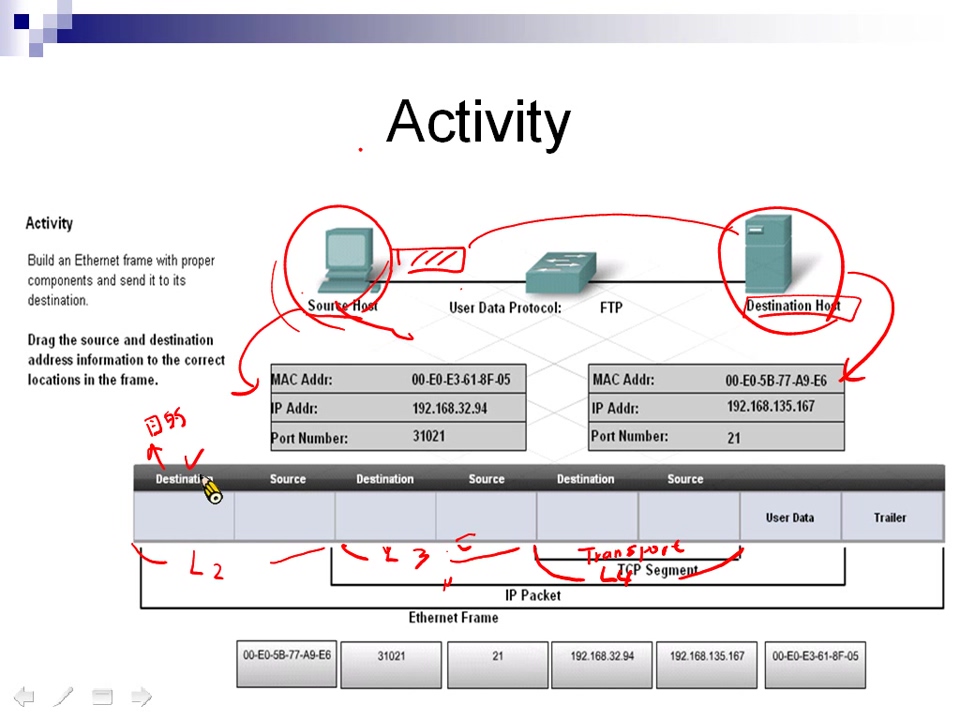 Activity
Activity
Build an Ethernet frame with proper
components and send it to its
destination.
Drag the source and destination
address information to the correct
locations in the frame.
Source Host
User Data Protocol: FTP
Destination Host
MAC Addr: 00-E0-E3-61-8F-05
IP Addr: 192.168.32.94
Port Number: 31021
MAC Addr: 00-E0-5B-77-A9-E6
IP Addr: 192.168.135.167
Port Number: 21
Destination Source Destination Source Destination Source
User Data Trailer
L2 L3 Transport
L4
TCP Segment
IP Packet
Ethernet Frame
00-E0-5B-77-A9-E6 31021 21 192.168.32.94 192.168.135.167 00-E0-E3-61-8F-05